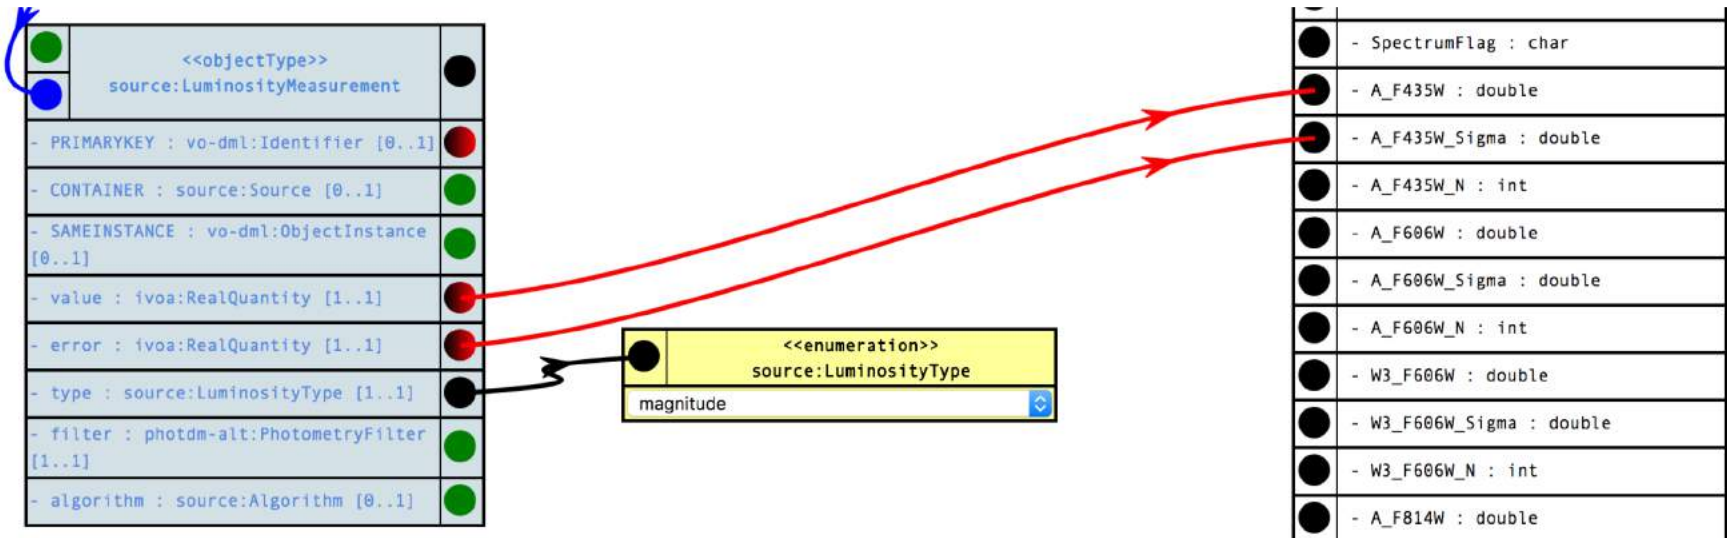 <<objectType>>
source:LuminosityMeasurement
- PRIMARYKEY : vo-dml:Identifier [0..1]
- CONTAINER : source:Source [0..1]
- SAMEINSTANCE : vo-dml:ObjectInstance
[0..1]
- value : ivoa:RealQuantity [1..1]
- error : ivoa:RealQuantity [1..1]
- type : source:LuminosityType [1..1]
- filter : photdm-alt:PhotometryFilter
[1..1]
- algorithm : source:Algorithm [0..1]
<<enumeration>>
source:LuminosityType
magnitude
- SpectrumFlag : char
- A_F435W : double
- A_F435W_Sigma : double
- A_F435W_N : int
- A_F606W : double
- A_F606W_Sigma : double
- A_F606W_N : int
- W3_F606W : double
- W3_F606W_Sigma : double
- W3_F606W_N : int
- A_F814W : double